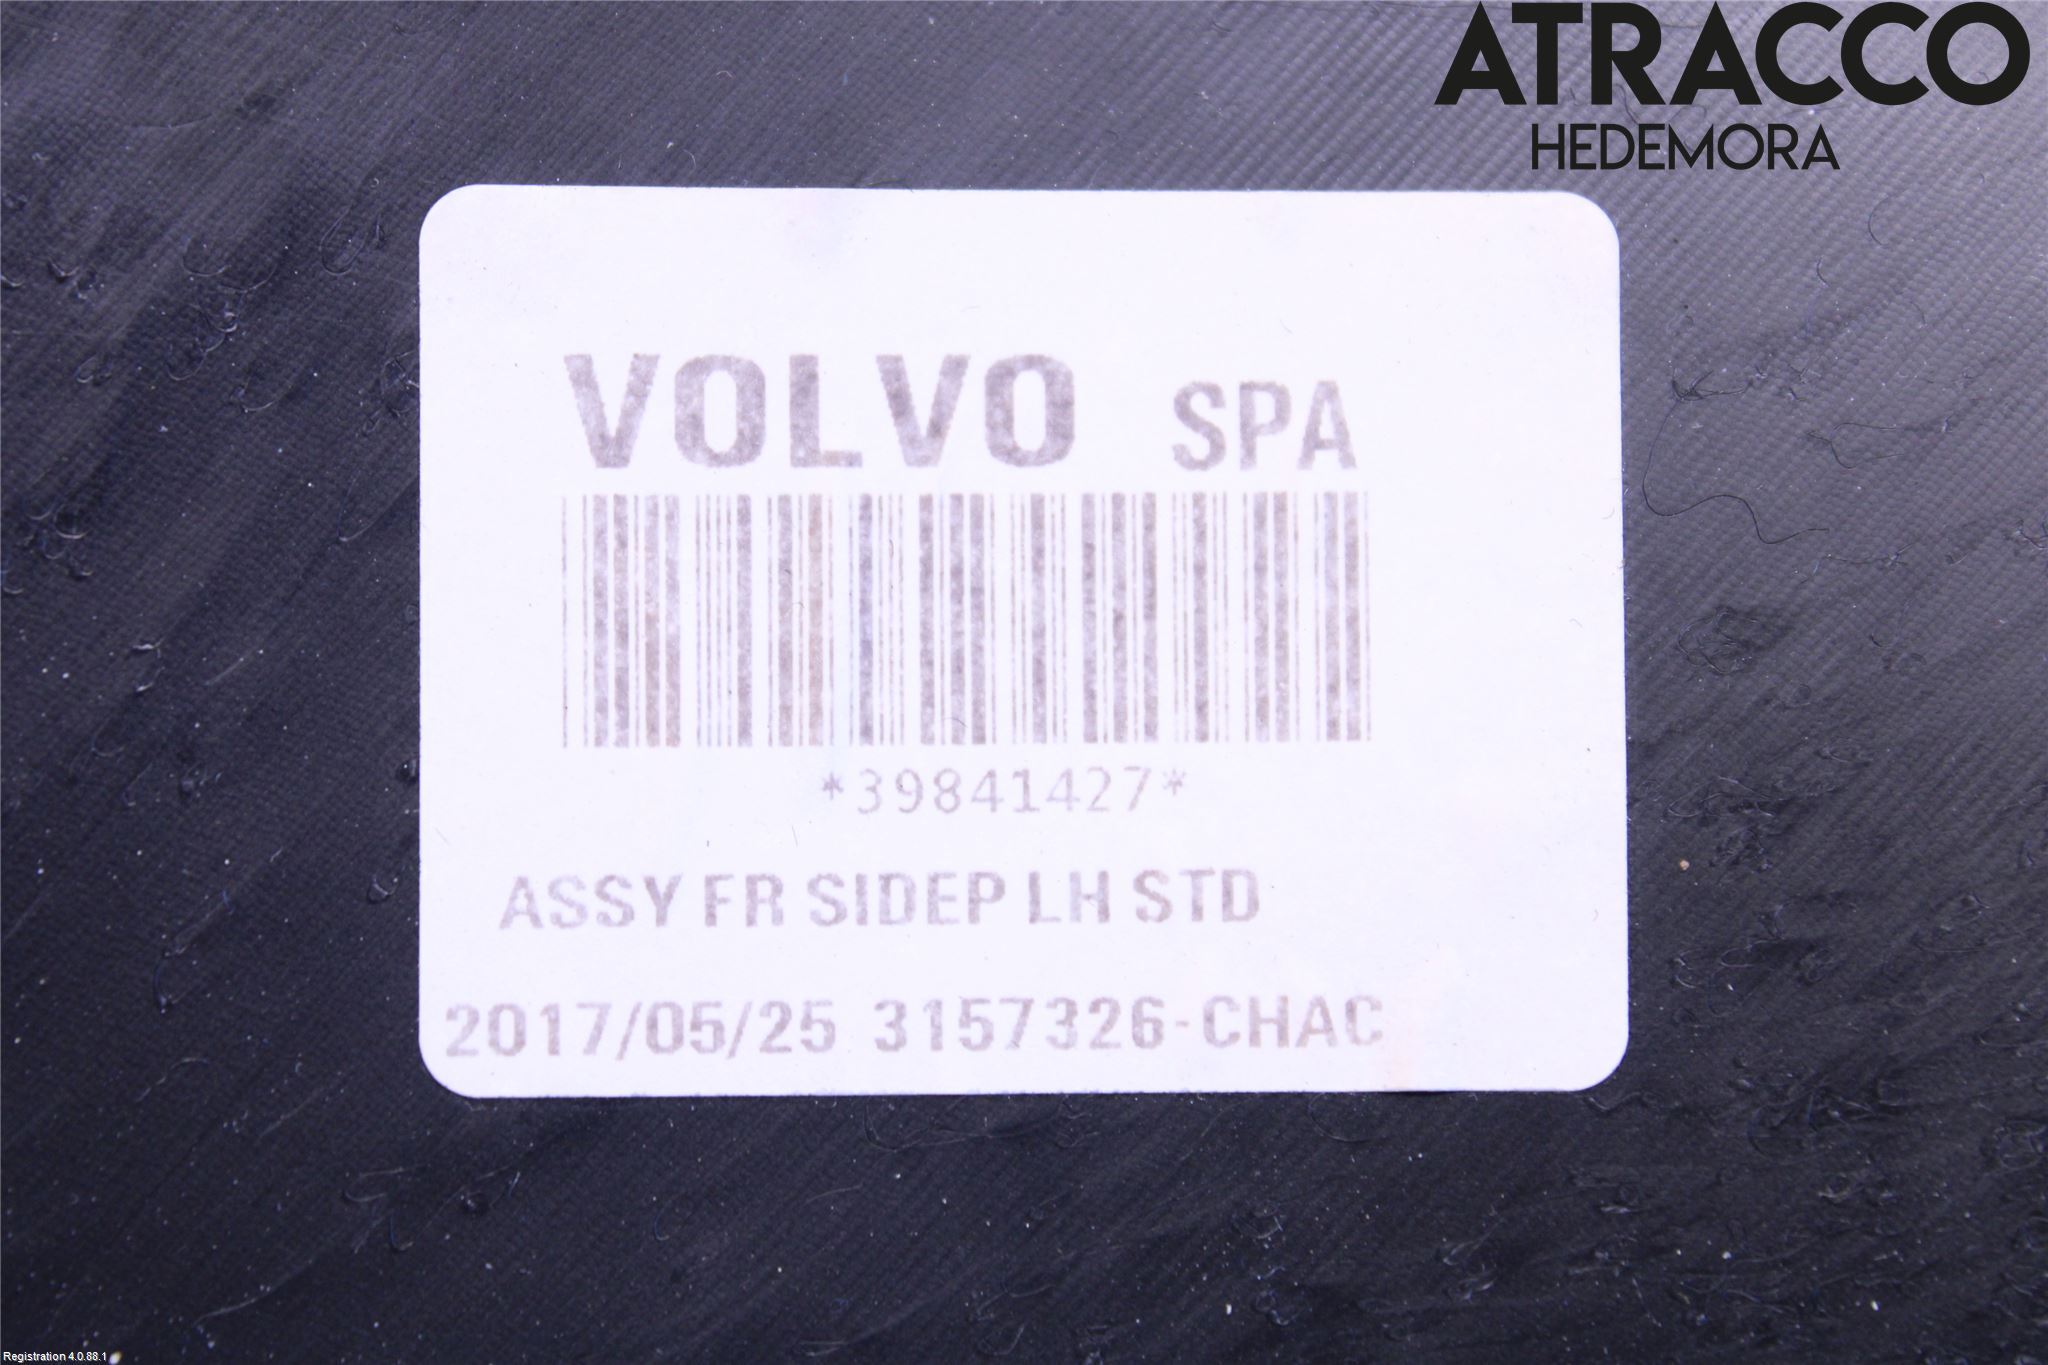 ATRACCO
HEDEMORA
VOLVO SPA
*39841427*
ASSY FR SIDEP LH STD
2017/05/25 3157326-CHAC
Registration 4.0.88.1